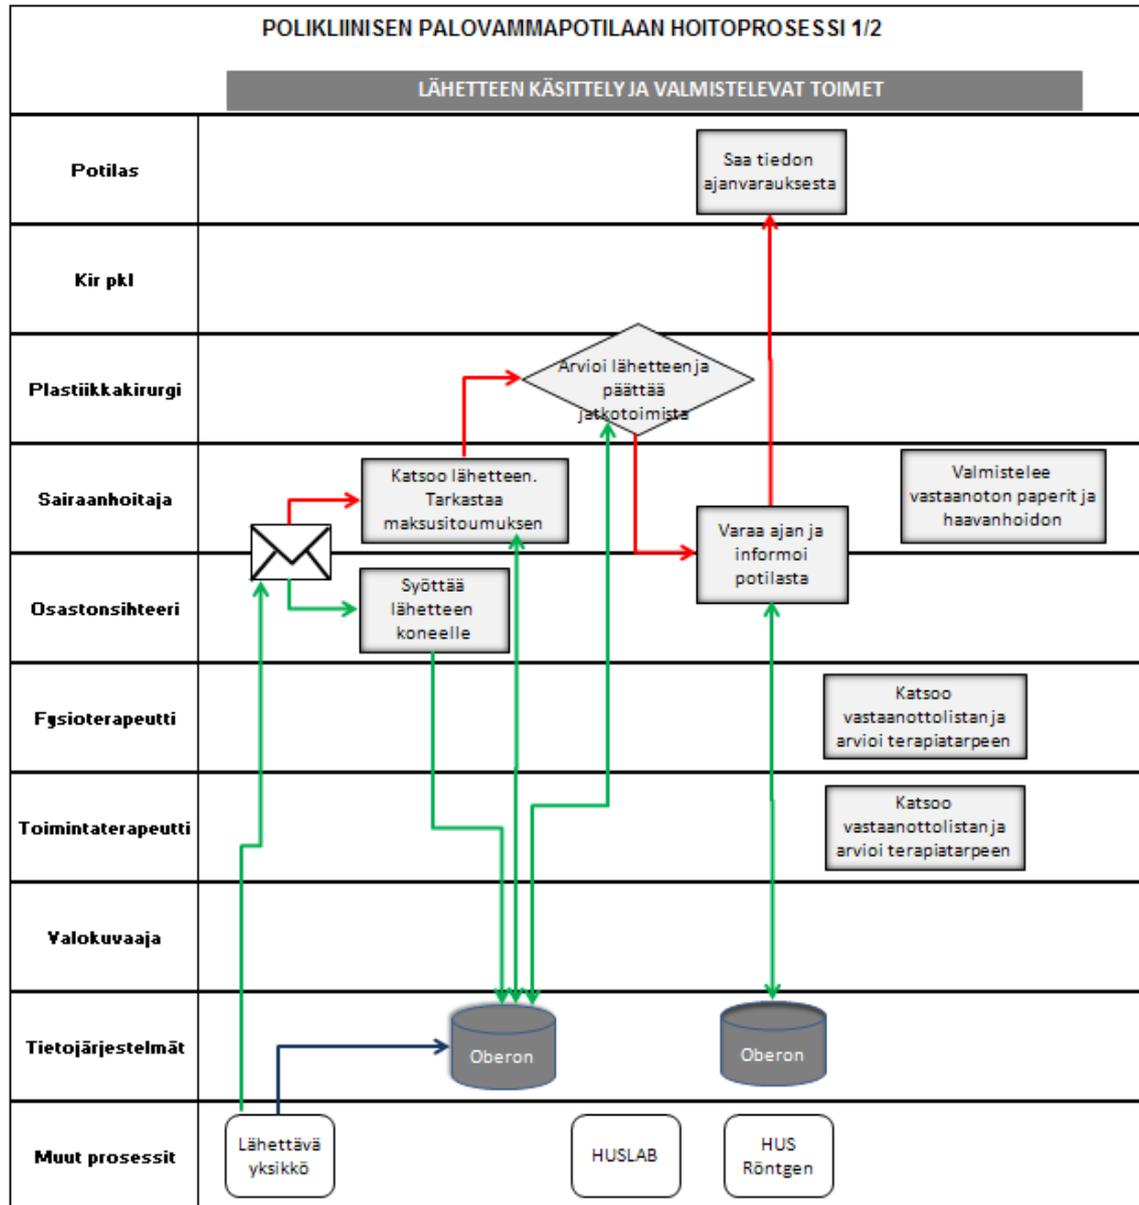 POLIKLIINISEN PALOVAMMAPOTILAAN HOITOPROSESSI 1/2
LÄHETTEEN KÄSITTELY JA VALMISTELEVAT TOIMET
Potilas
Saa tiedon
ajanvarauksesta
Kir pkl
Plastiikkakirurgi
Arvioi lähetteen ja
päättää
jatkotoimista
Sairaanhoitaja
Katsoo lähetteen.
Tarkastaa
maksusitoumuksen
Varaa ajan ja
informoi
potilasta
Valmistelee
vastaanoton paperit ja
haavanhoidon
Osastonsihteeri
Syöttää
lähetteen
koneelle
Fysioterapeutti
Katsoo
vastaanottolistan ja
arvioi terapiatarpeen
Toimintaterapeutti
Katsoo
vastaanottolistan ja
arvioi terapiatarpeen
Valokuvaaja
Tietojärjestelmät
Oberon
Oberon
Muut prosessit
Lähettävä
yksikkö
HUSLAB
HUS
Röntgen